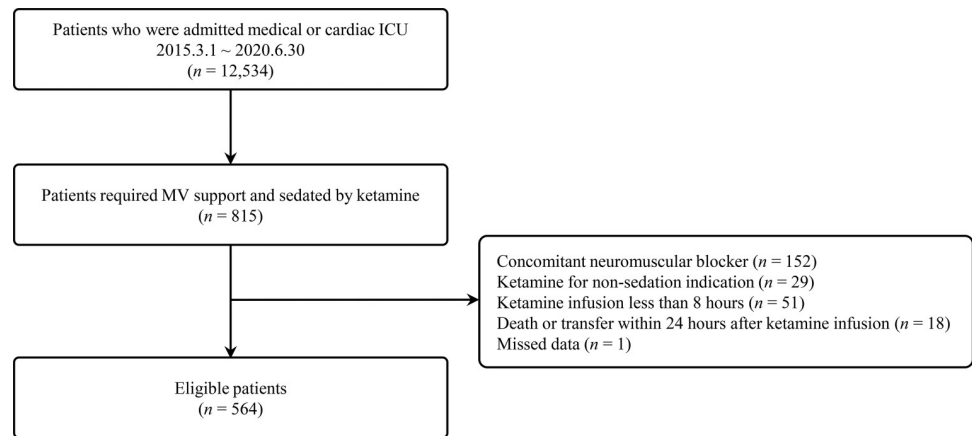 Patients who were admitted medical or cardiac ICU
2015.3.1 ~ 2020.6.30
(n = 12,534)
Patients required MV support and sedated by ketamine
(n = 815)
Concomitant neuromuscular blocker (n = 152)
Ketamine for non-sedation indication (n = 29)
Ketamine infusion less than 8 hours (n = 51)
Death or transfer within 24 hours after ketamine infusion (n = 18)
Missed data (n = 1)
Eligible patients
(n = 564)